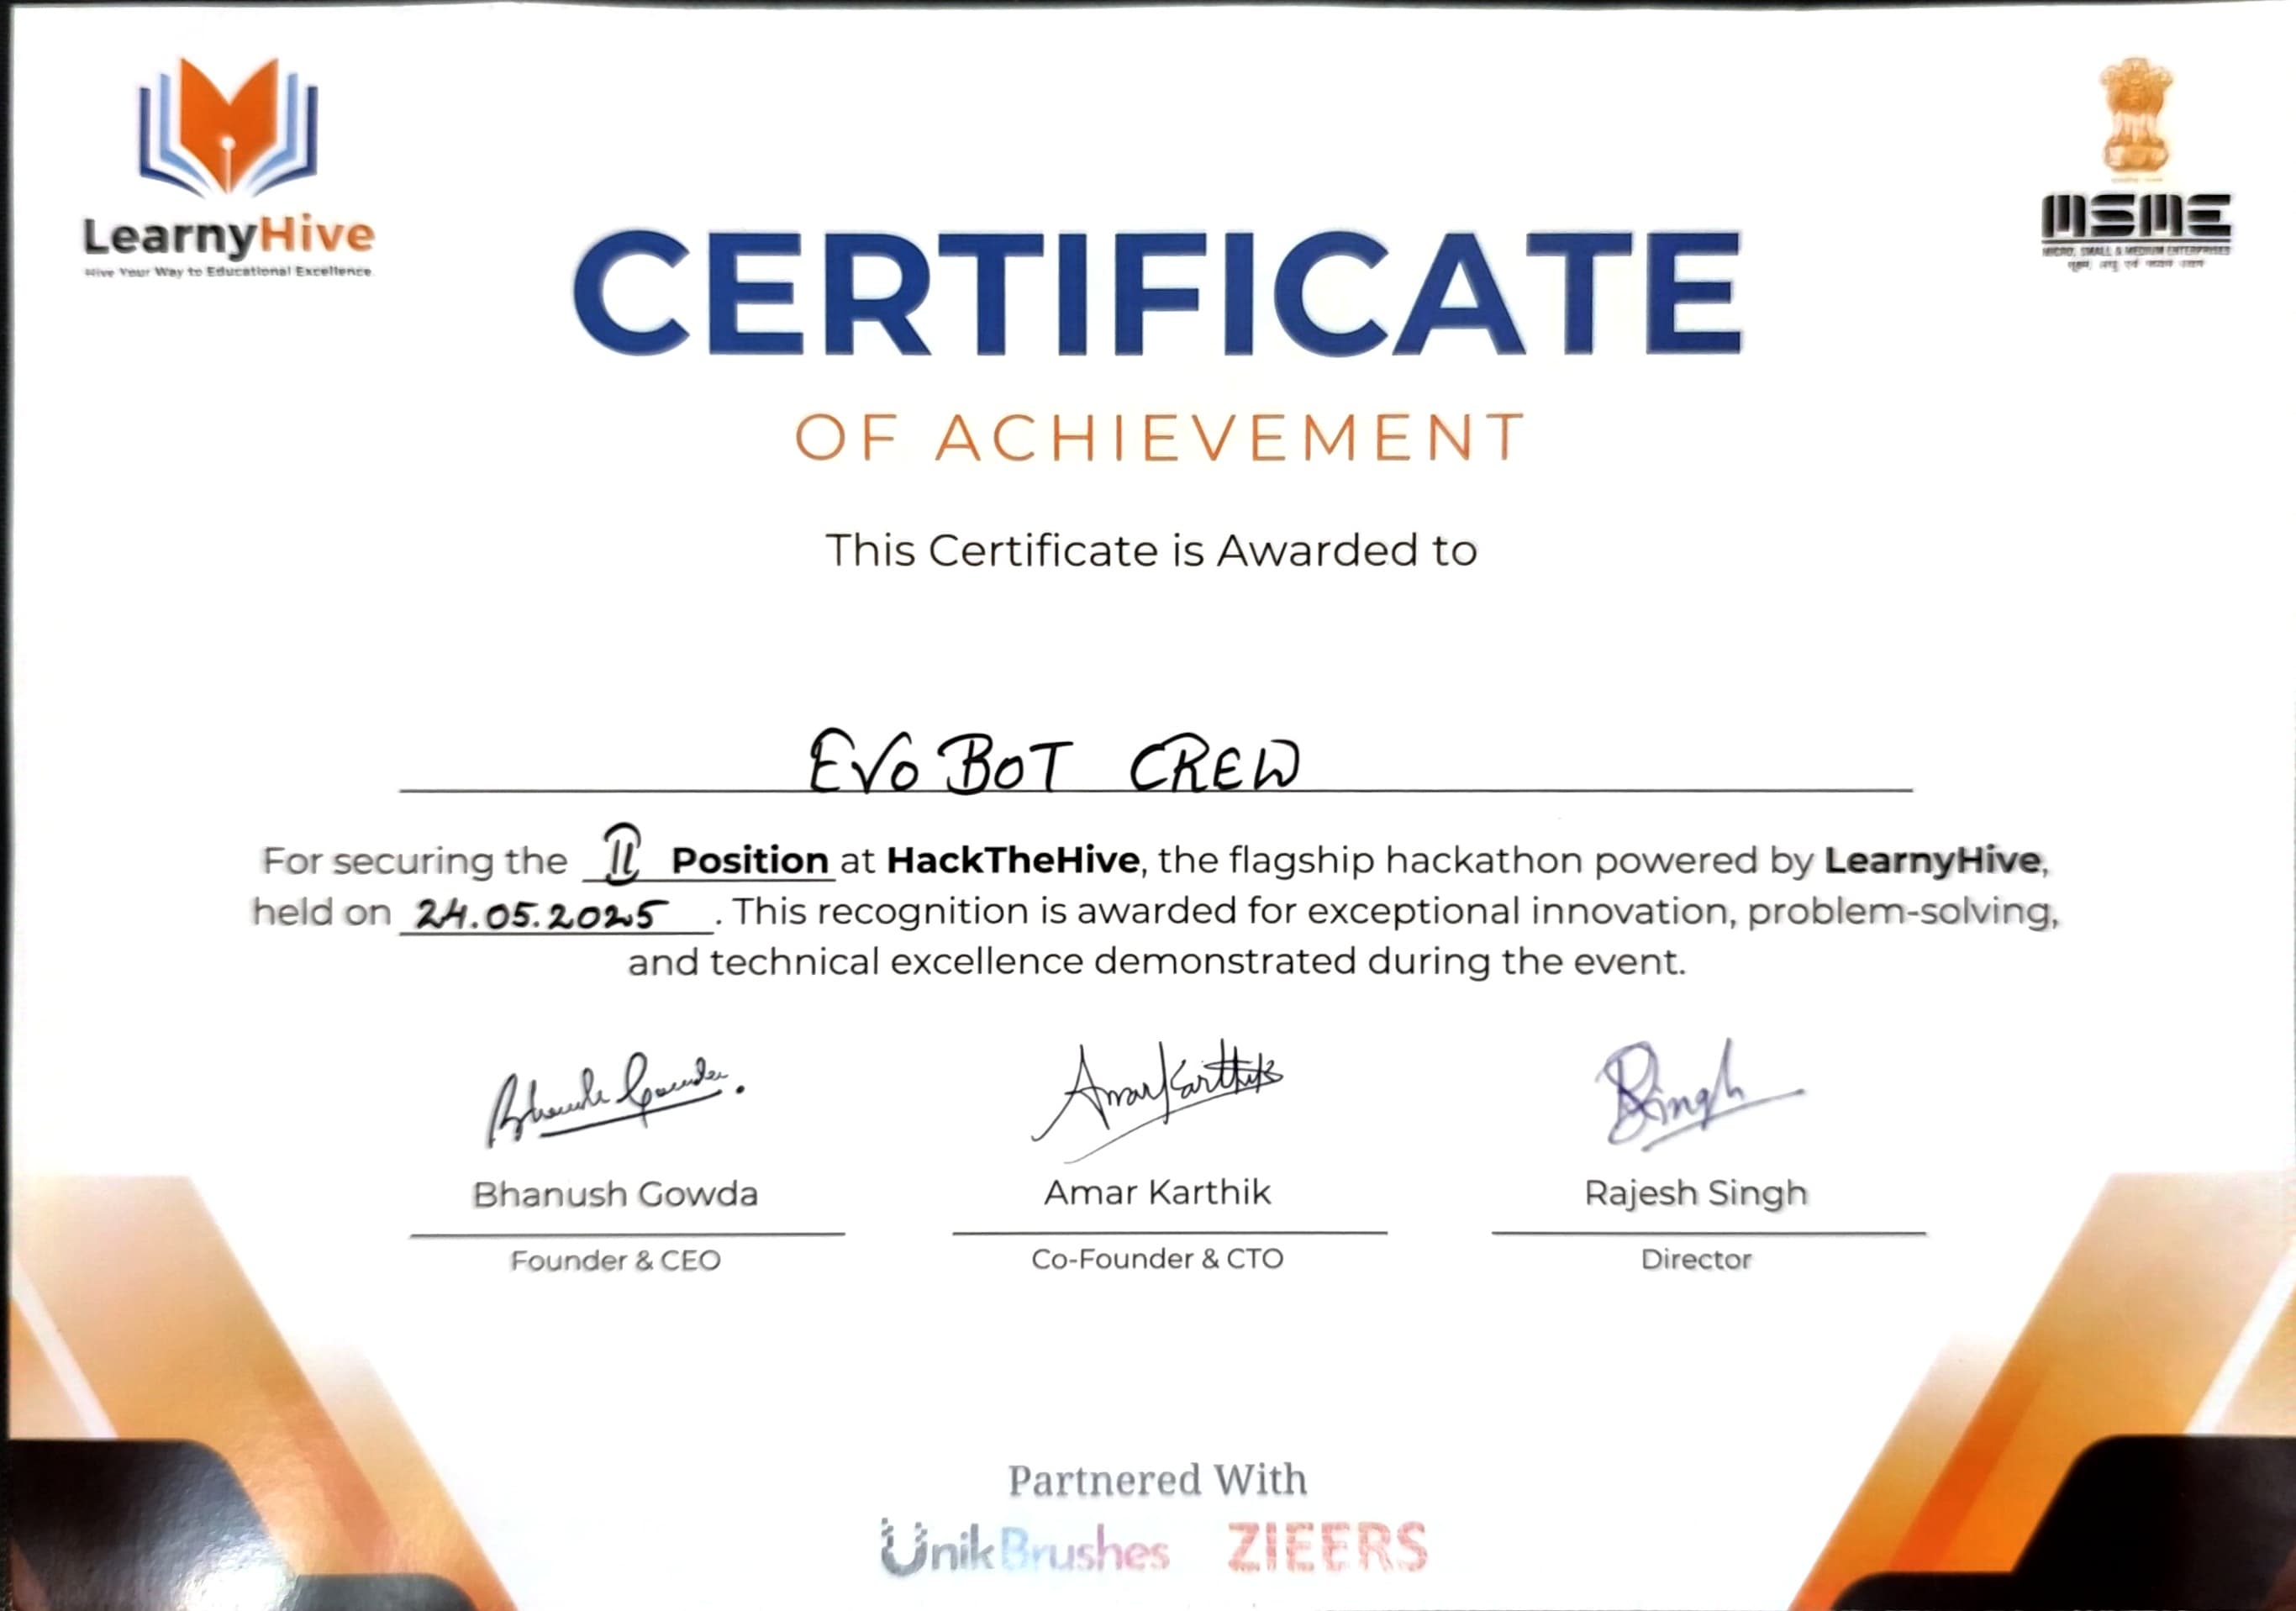 LearnyHive
Hive Your Way to Educational Excellence
MSME
MICRO, SMALL & MEDIUM ENTERPRISES
CERTIFICATE
OF ACHIEVEMENT
This Certificate is Awarded to
EVO BOT CREW
For securing the II Position at HackTheHive, the flagship hackathon powered by LearnyHive,
held on 24.05.2025. This recognition is awarded for exceptional innovation, problem-solving,
and technical excellence demonstrated during the event.
Bhanush Gowda
Amar Karthik
RSingh
Bhanush Gowda
Amar Karthik
Rajesh Singh
Founder & CEO
Co-Founder & CTO
Director
Partnered With
UnikBrushes ZIEERS